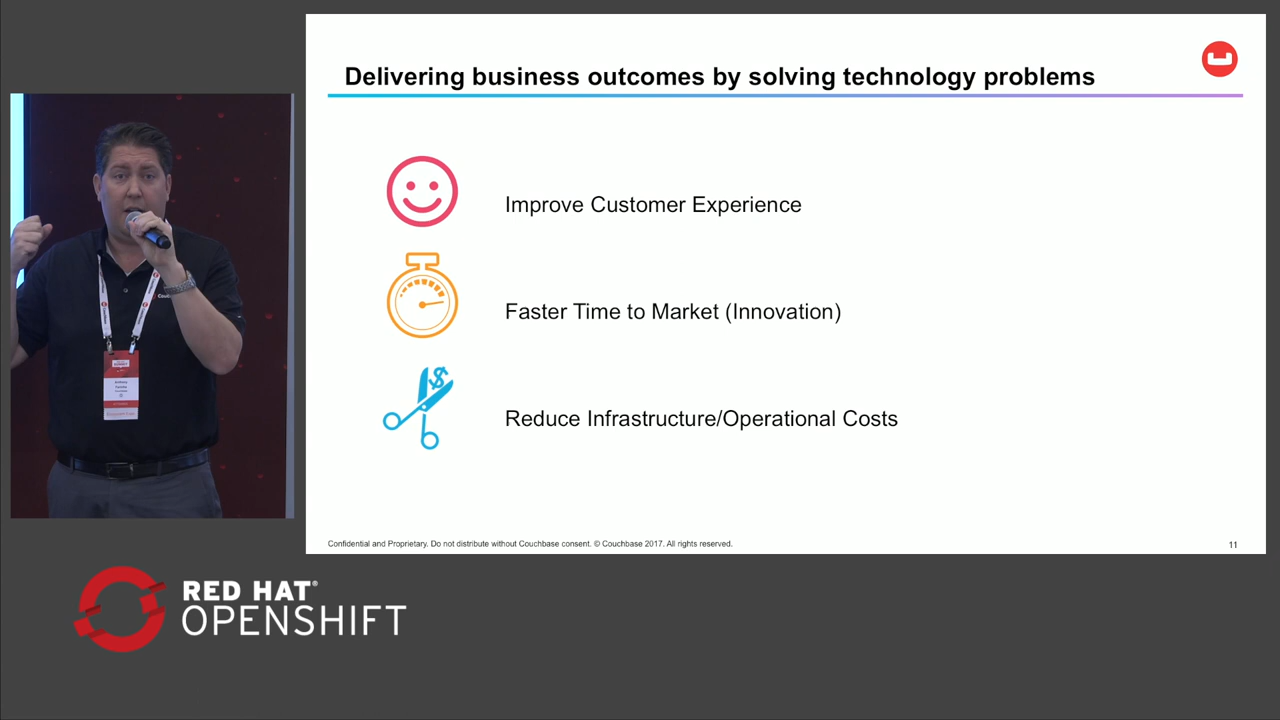 Delivering business outcomes by solving technology problems
Improve Customer Experience
Faster Time to Market (Innovation)
Reduce Infrastructure/Operational Costs
Confidential and Proprietary. Do not distribute without Couchbase consent. © Couchbase 2017. All rights reserved.
11
RED HAT®
OPENSHIFT